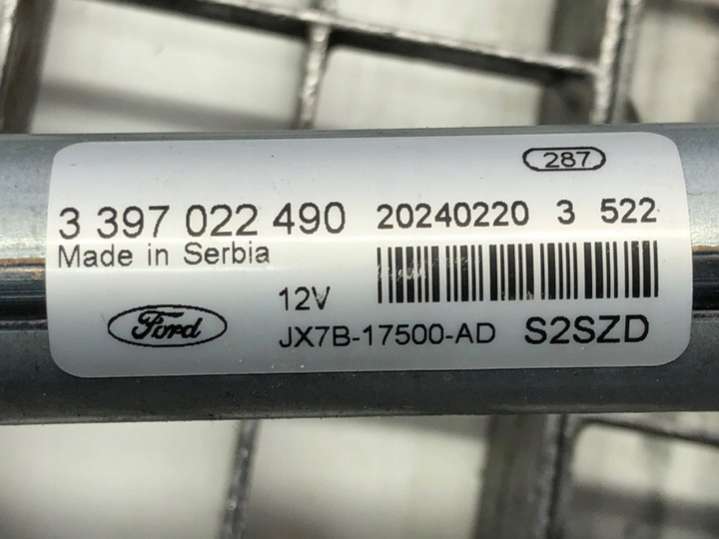 287
3 397 022 490 20240220 3 522
Made in Serbia
12V
Ford JX7B-17500-AD S2SZD